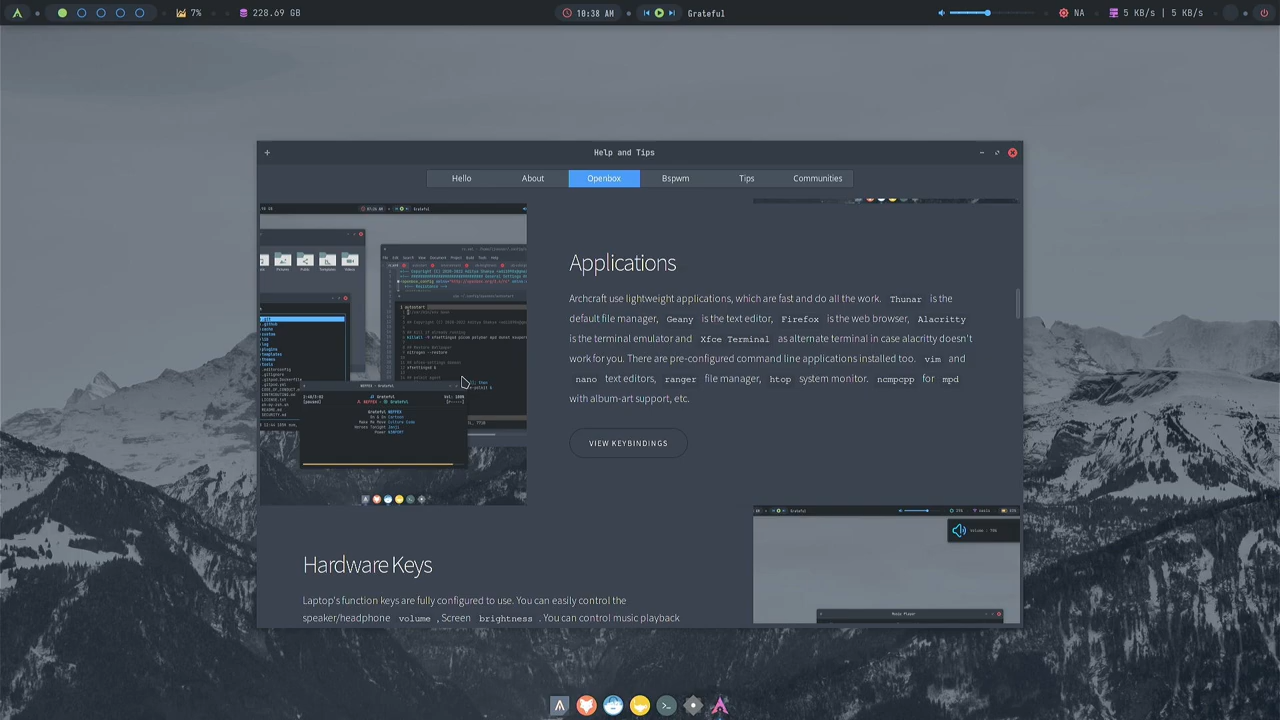 7%
228.69 GB
10:38 AM
Grateful
NA
5 KB/s | 5 KB/s
Help and Tips
Hello
About
Openbox
Bspwm
Tips
Communities
Applications
Archcraft use lightweight applications, which are fast and do all the work. Thunar is the
default file manager, Geany is the text editor, Firefox is the web browser, Alacritty
is the terminal emulator and Xfce Terminal as alternate terminal in case alacritty doesn't
work for you. There are pre-configured command line applications installed too. vim and
nano text editors, ranger file manager, htop system monitor. ncmpcpp for mpd
with album-art support, etc.
VIEW KEYBINDINGS
Hardware Keys
Laptop's function keys are fully configured to use. You can easily control the
speaker/headphone volume , Screen brightness . You can control music playback
Music Player